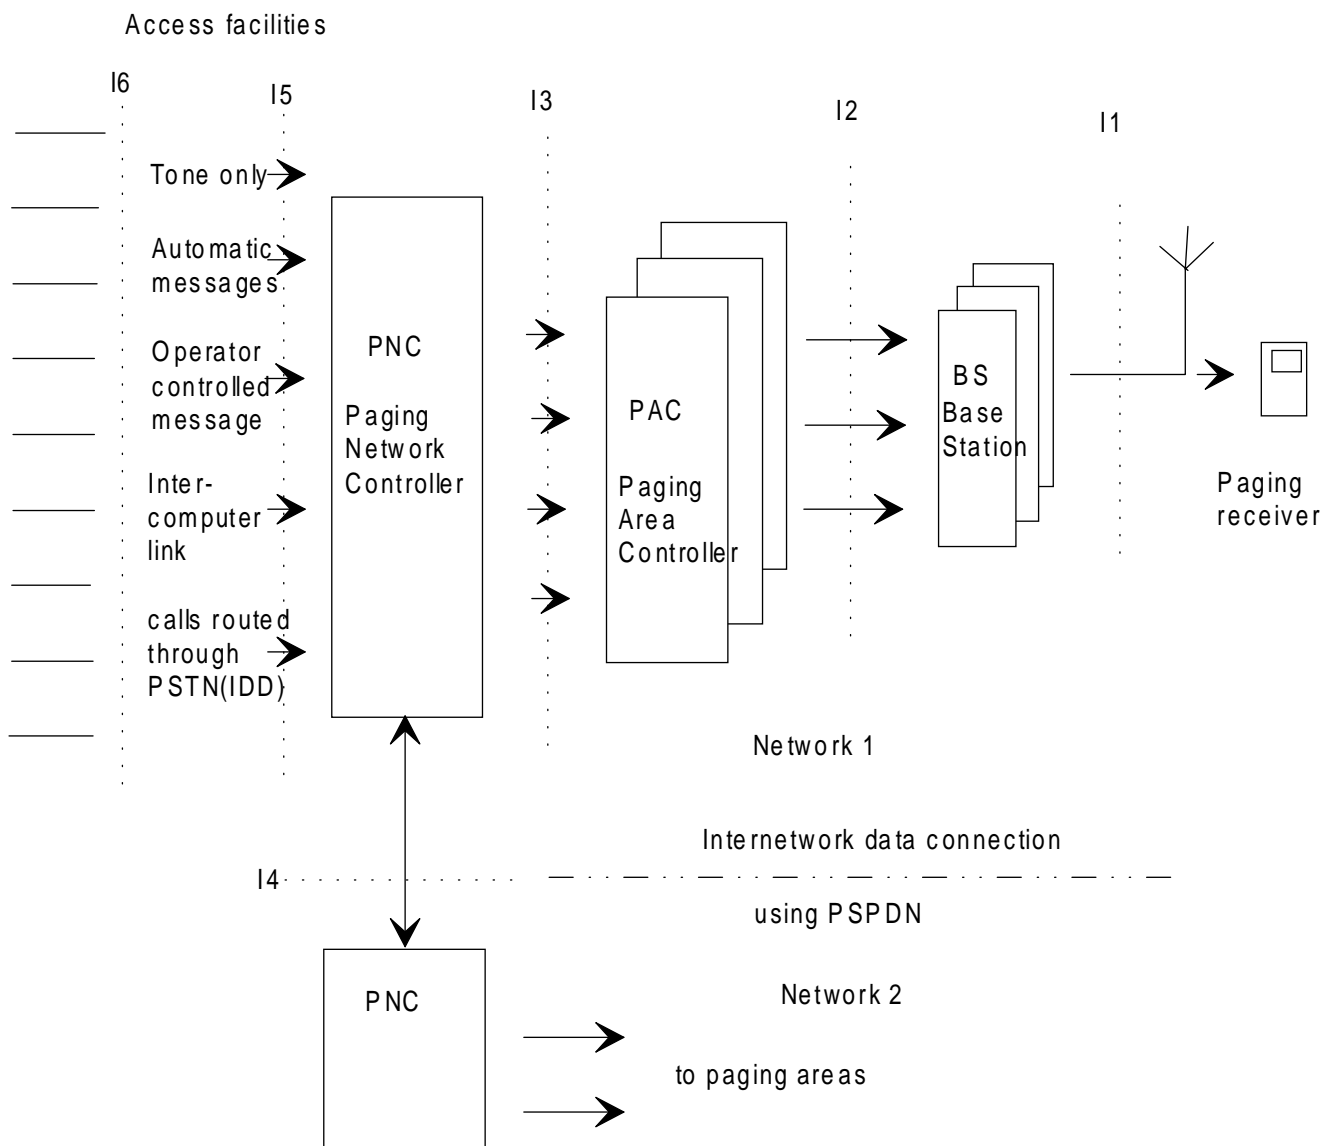 Access facilities
I6
I5
I3
I2
I1
Tone only
Automatic
messages
Operator
controlled
message
Inter-
computer
link
calls routed
through
PSTN(IDD)
PNC
Paging
Network
Controller
PAC
Paging
Area
Controller
BS
Base
Station
Paging
receiver
Network 1
Internetwork data connection
I4
using PSPDN
PNC
Network 2
to paging areas